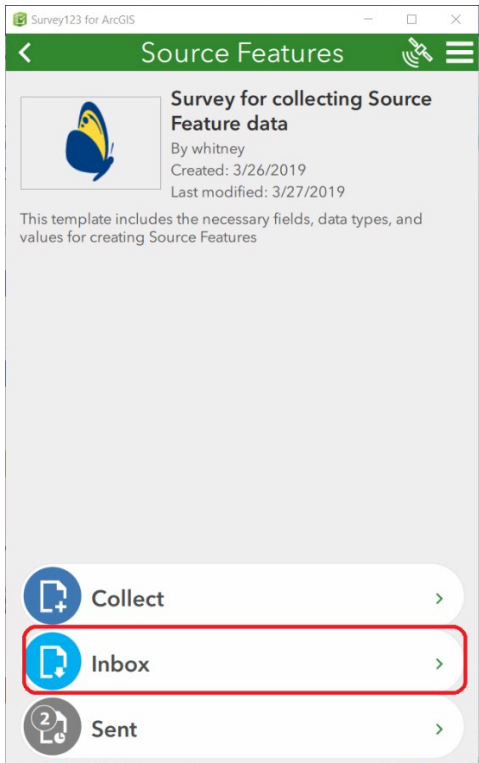 Survey123 for ArcGIS
Source Features
Survey for collecting Source
Feature data
By whitney
Created: 3/26/2019
Last modified: 3/27/2019
This template includes the necessary fields, data types, and
values for creating Source Features
Collect
Inbox
2
Sent